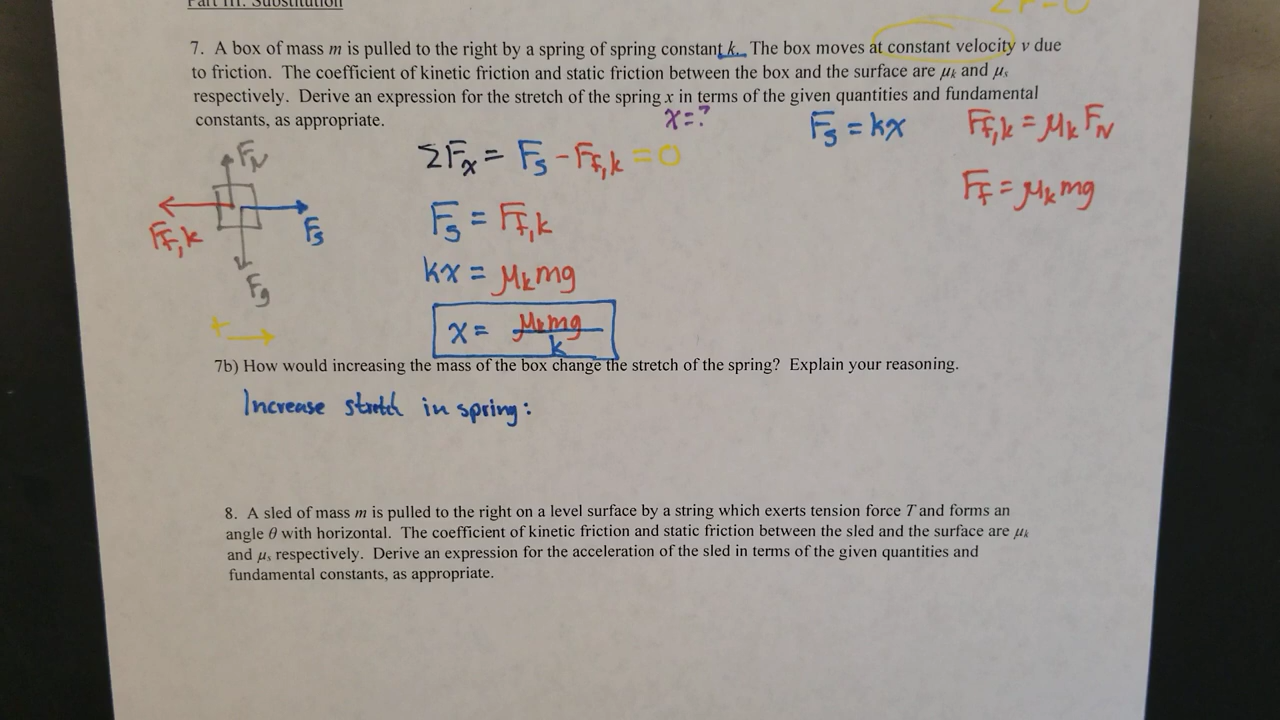 Part III. Substitution
ΣF=0
7. A box of mass m is pulled to the right by a spring of spring constant k. The box moves at constant velocity v due
to friction. The coefficient of kinetic friction and static friction between the box and the surface are μk and μs
respectively. Derive an expression for the stretch of the spring x in terms of the given quantities and fundamental
constants, as appropriate.
x=?
Fs = kx
Ff,k = μk FN
FN
ΣFx = Fs - Ff,k = 0
Ff = μk mg
Ff,k
Fs
Fs = Ff,k
Fg
kx = μk mg
+
x = μk mg / k
7b) How would increasing the mass of the box change the stretch of the spring? Explain your reasoning.
Increase stretch in spring:
8. A sled of mass m is pulled to the right on a level surface by a string which exerts tension force T and forms an
angle θ with horizontal. The coefficient of kinetic friction and static friction between the sled and the surface are μk
and μs respectively. Derive an expression for the acceleration of the sled in terms of the given quantities and
fundamental constants, as appropriate.